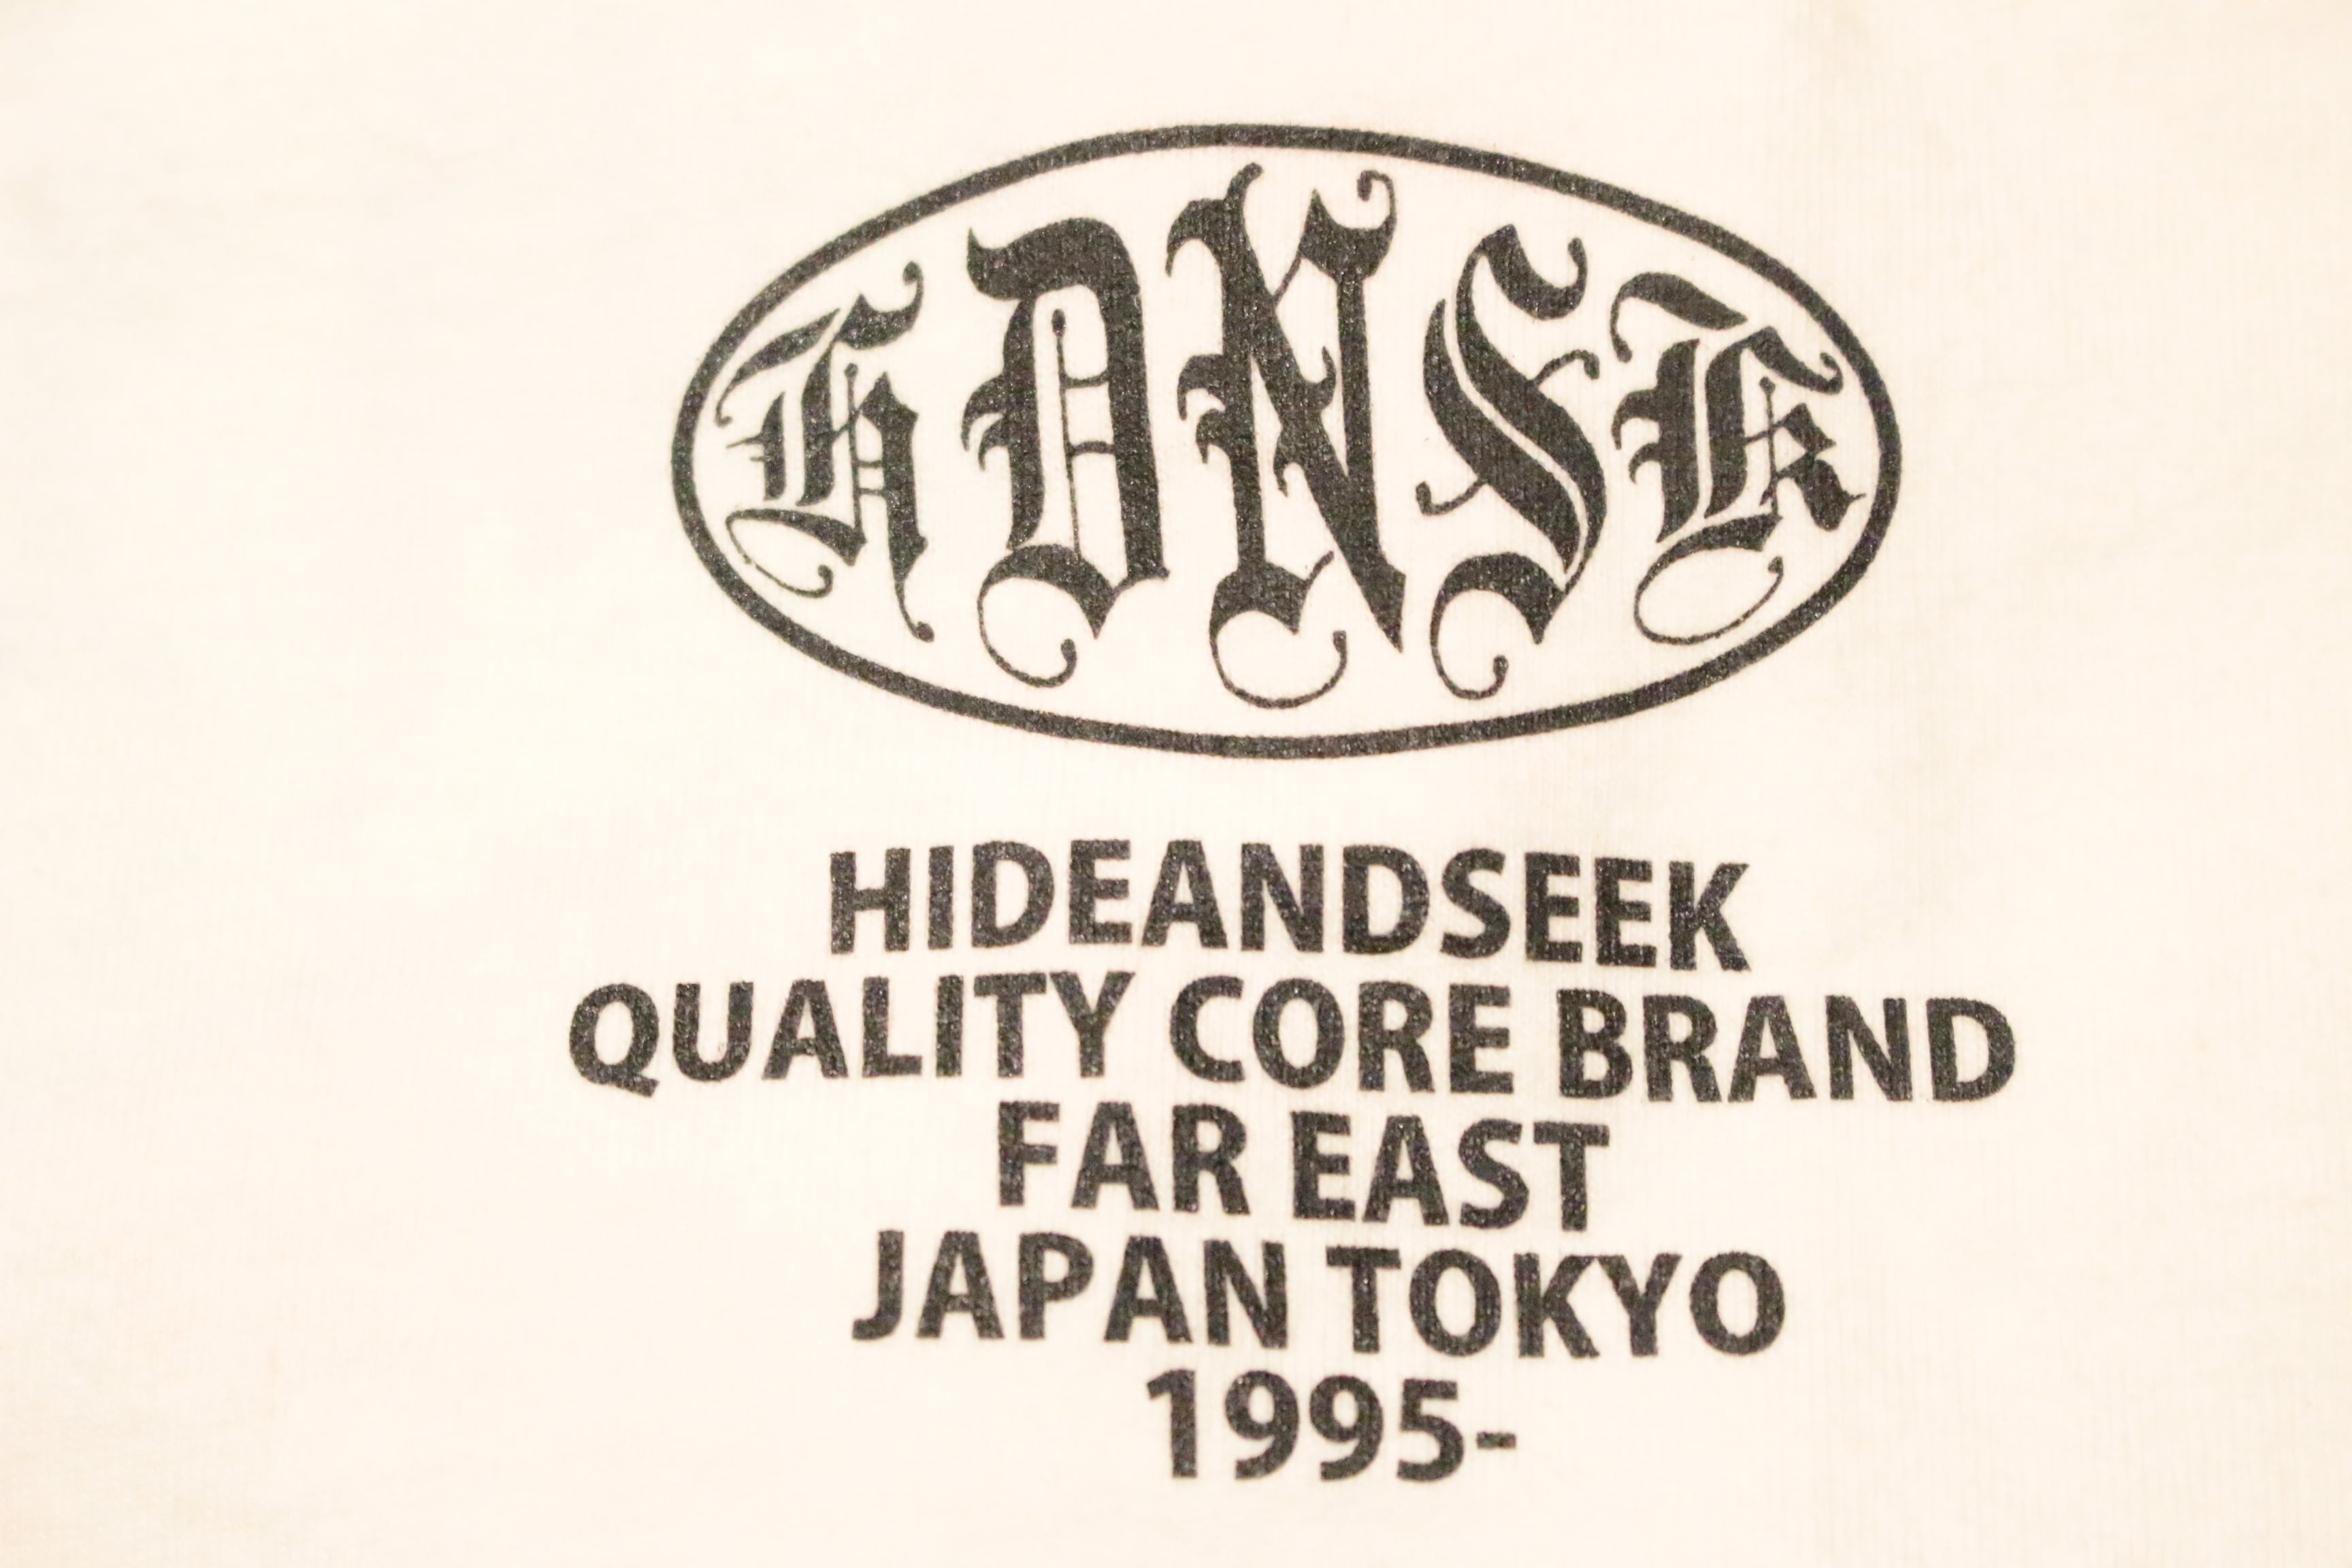 HDNSK
HIDEANDSEEK
QUALITY CORE BRAND
FAR EAST
JAPAN TOKYO
1995-